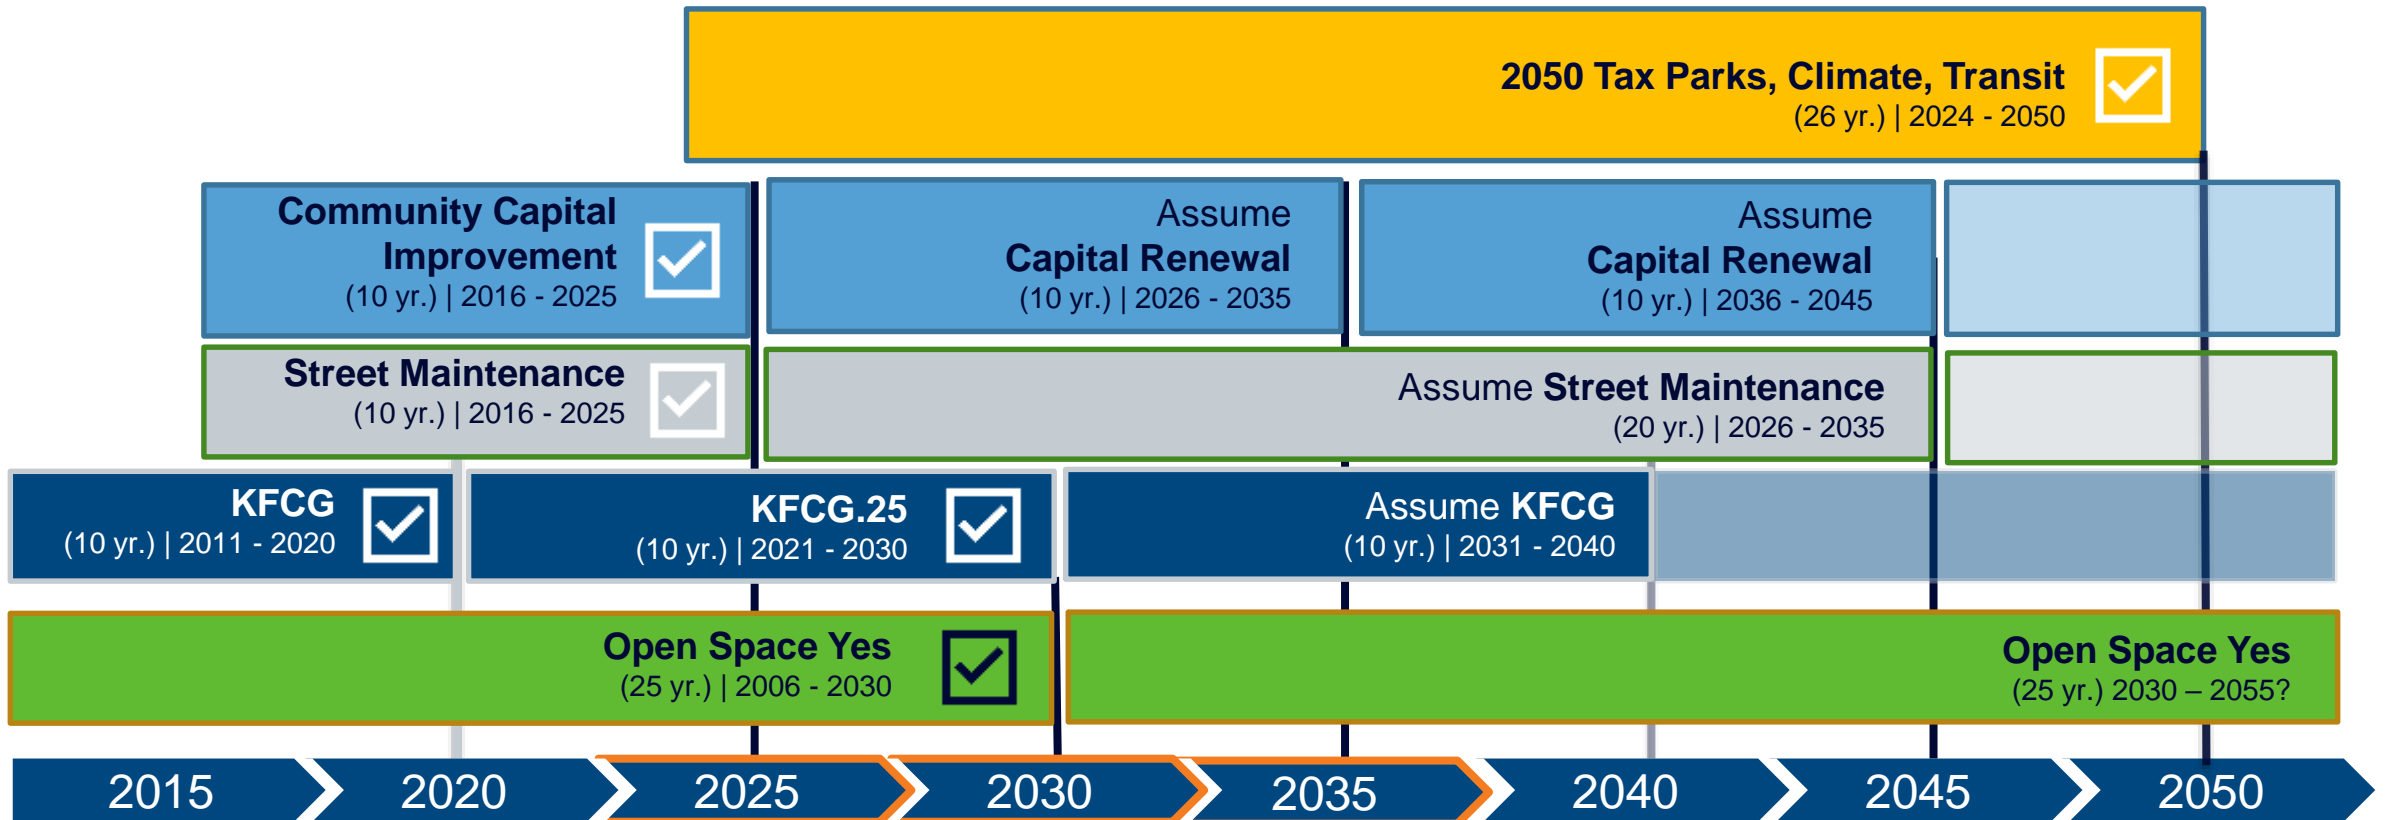 2050 Tax Parks, Climate, Transit
(26 yr.) | 2024 - 2050
Community Capital
Improvement
(10 yr.) | 2016 - 2025
Assume
Capital Renewal
(10 yr.) | 2026 - 2035
Assume
Capital Renewal
(10 yr.) | 2036 - 2045
Street Maintenance
(10 yr.) | 2016 - 2025
Assume Street Maintenance
(20 yr.) | 2026 - 2035
KFCG
(10 yr.) | 2011 - 2020
KFCG.25
(10 yr.) | 2021 - 2030
Assume KFCG
(10 yr.) | 2031 - 2040
Open Space Yes
(25 yr.) | 2006 - 2030
Open Space Yes
(25 yr.) 2030 – 2055?
2015
2020
2025
2030
2035
2040
2045
2050